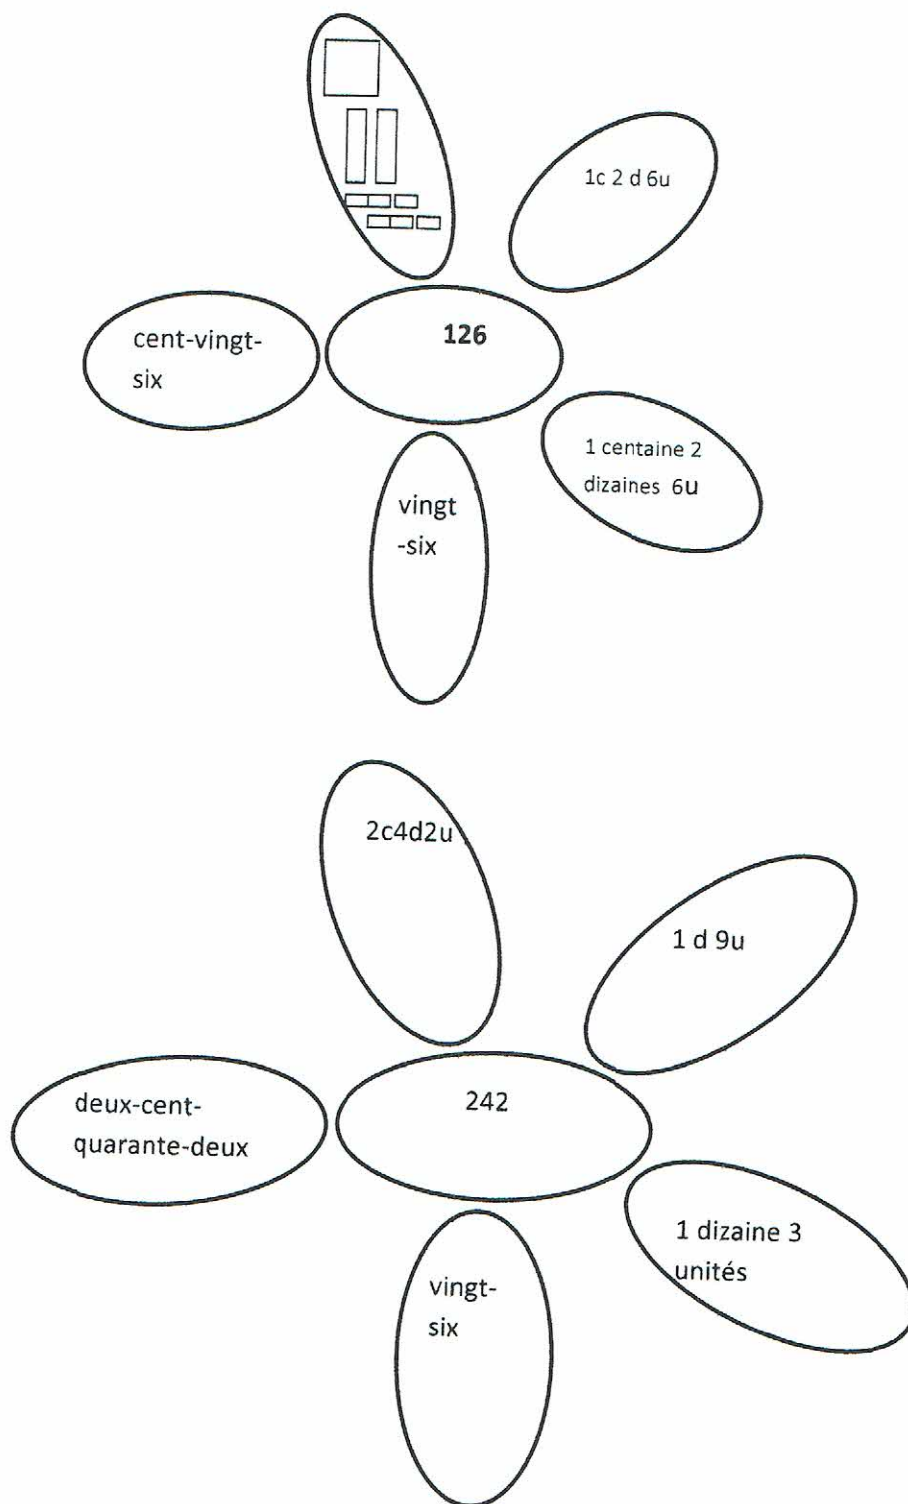 1c 2 d 6u
126
cent-vingt-
six
1 centaine 2
dizaines 6u
vingt
-six
2c4d2u
1 d 9u
242
deux-cent-
quarante-deux
1 dizaine 3
unités
vingt-
six